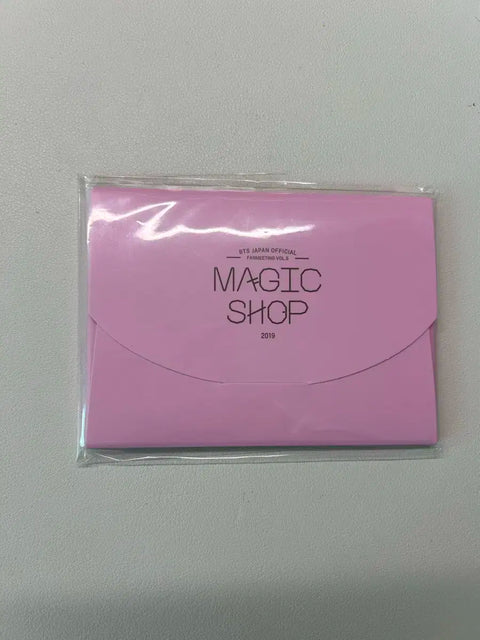 BTS JAPAN OFFICIAL
FANMEETING VOL.5
MAGIC
SHOP
2019